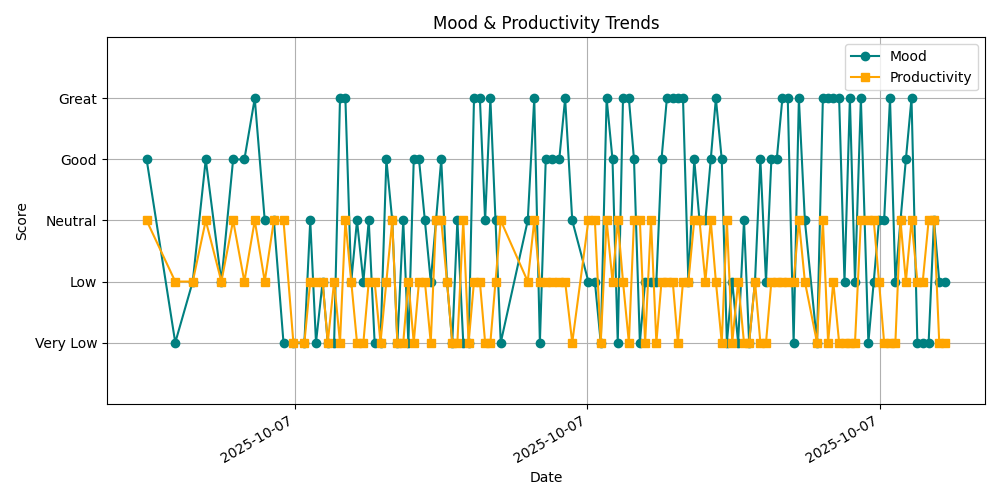 Mood & Productivity Trends
Mood
Productivity
Great
Good
Neutral
Low
Very Low
Score
2025-10-07
2025-10-07
2025-10-07
Date